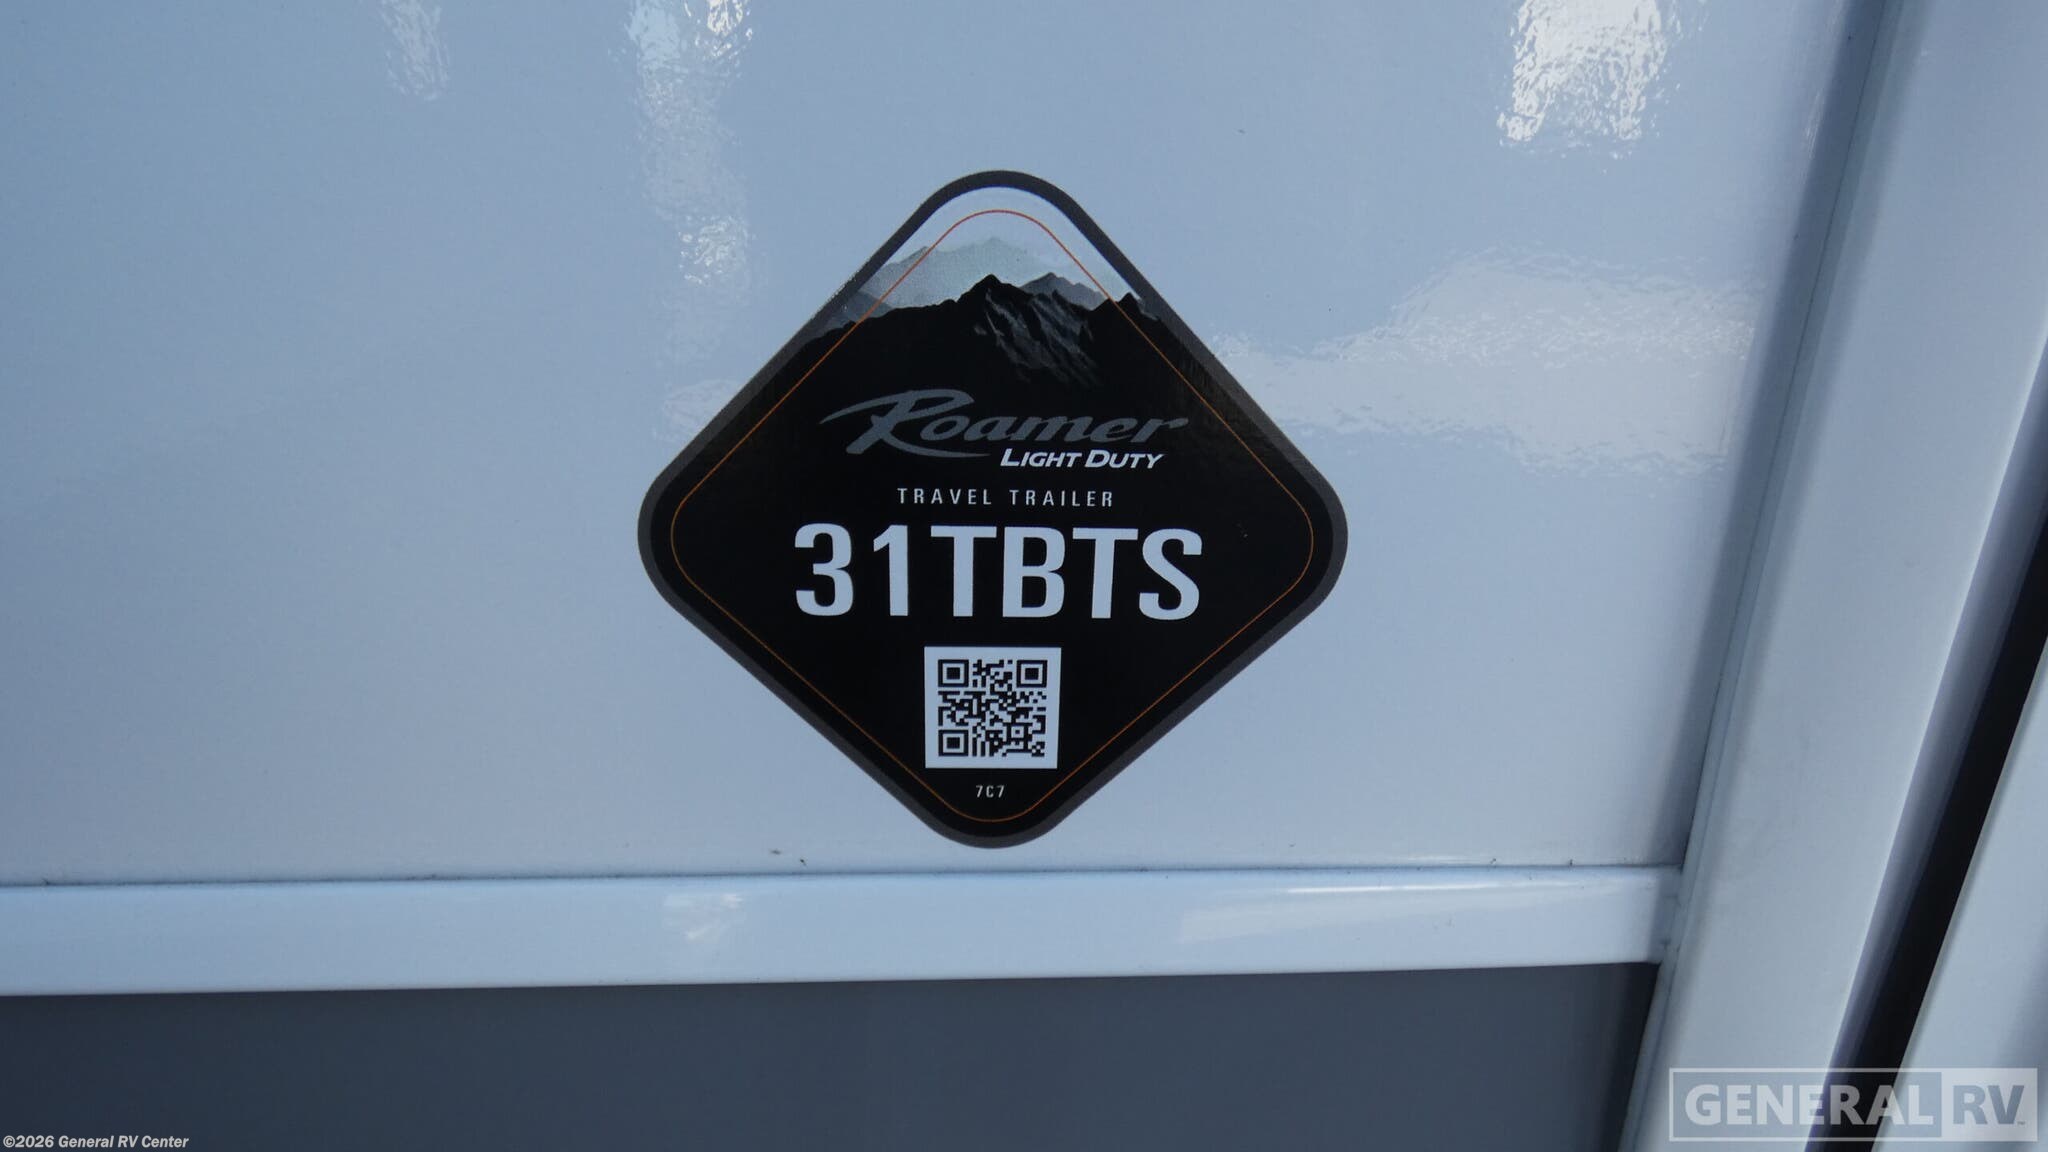 Roamer
LIGHT DUTY
TRAVEL TRAILER
31TBTS
7C7
GENERAL RV
©2026 General RV Center